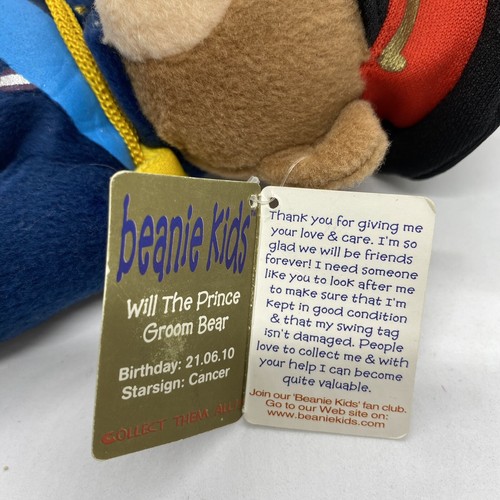 beanie kids
Will The Prince
Groom Bear
Birthday: 21.06.10
Starsign: Cancer
COLLECT THEM ALL!
Thank you for giving me
your love & care. I'm so
glad we will be friends
forever! I need someone
like you to look after me
to make sure that I'm
kept in good condition
& that my swing tag
isn't damaged. People
love to collect me & with
your help I can become
quite valuable.
Join our 'Beanie Kids' fan club.
Go to our Web site on:
www.beaniekids.com